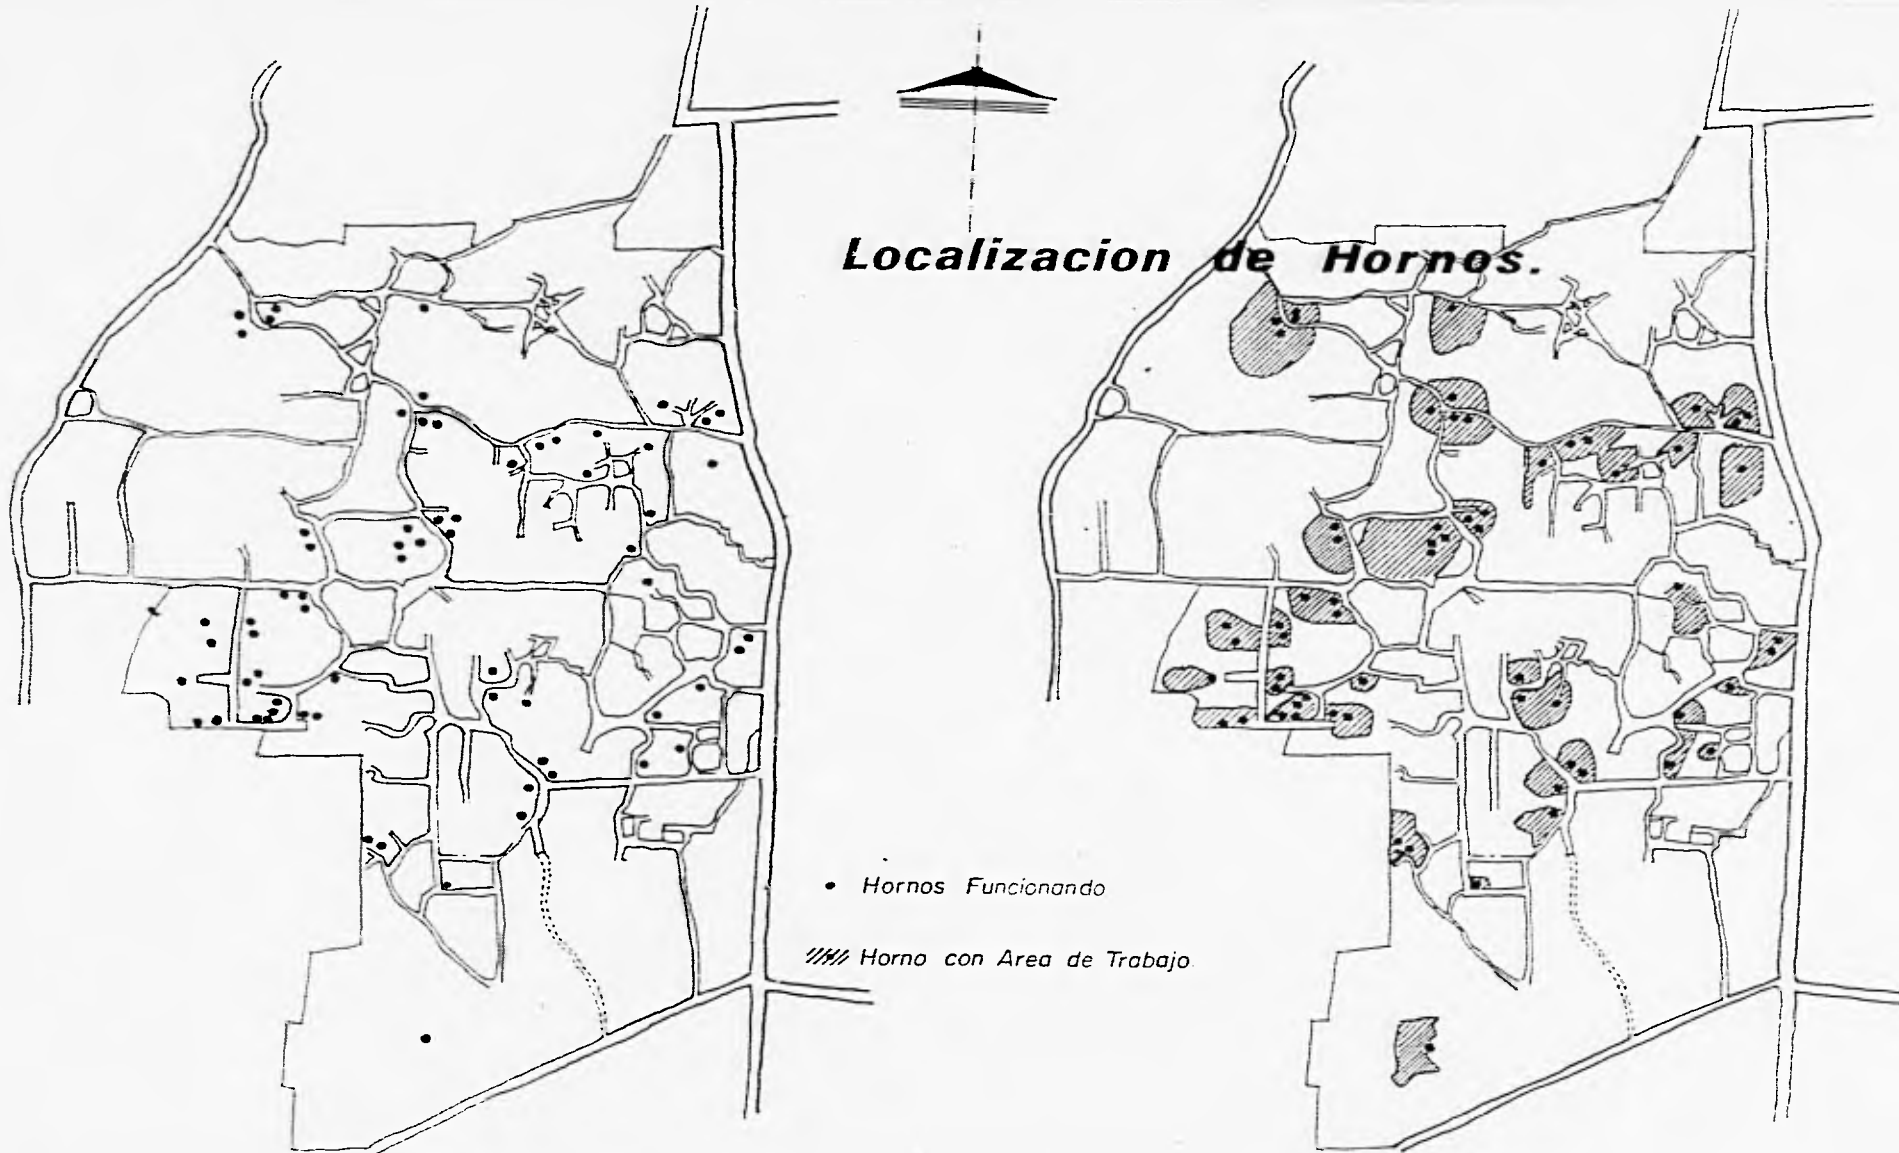 Localizacion de Hornos.
Hornos Funcionando
Horno con Area de Trabajo